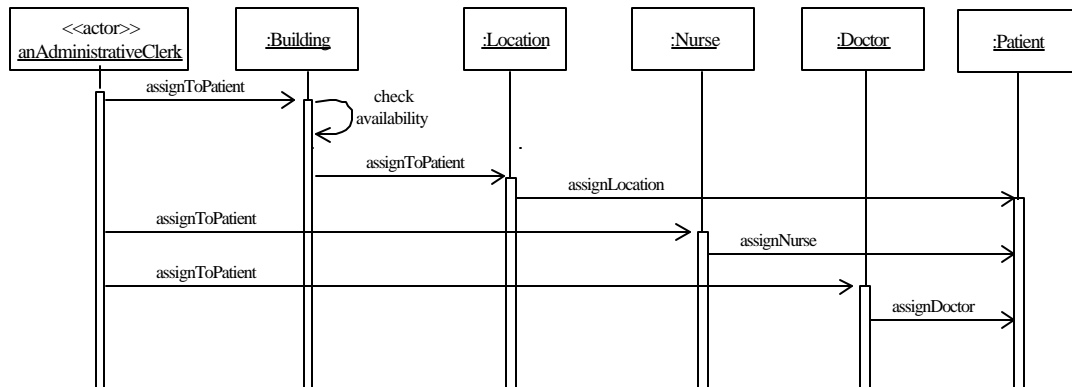 <<actor>>
anAdministrativeClerk
:Building
:Location
:Nurse
:Doctor
:Patient
assignToPatient
check
availability
assignToPatient
assignLocation
assignToPatient
assignNurse
assignToPatient
assignDoctor